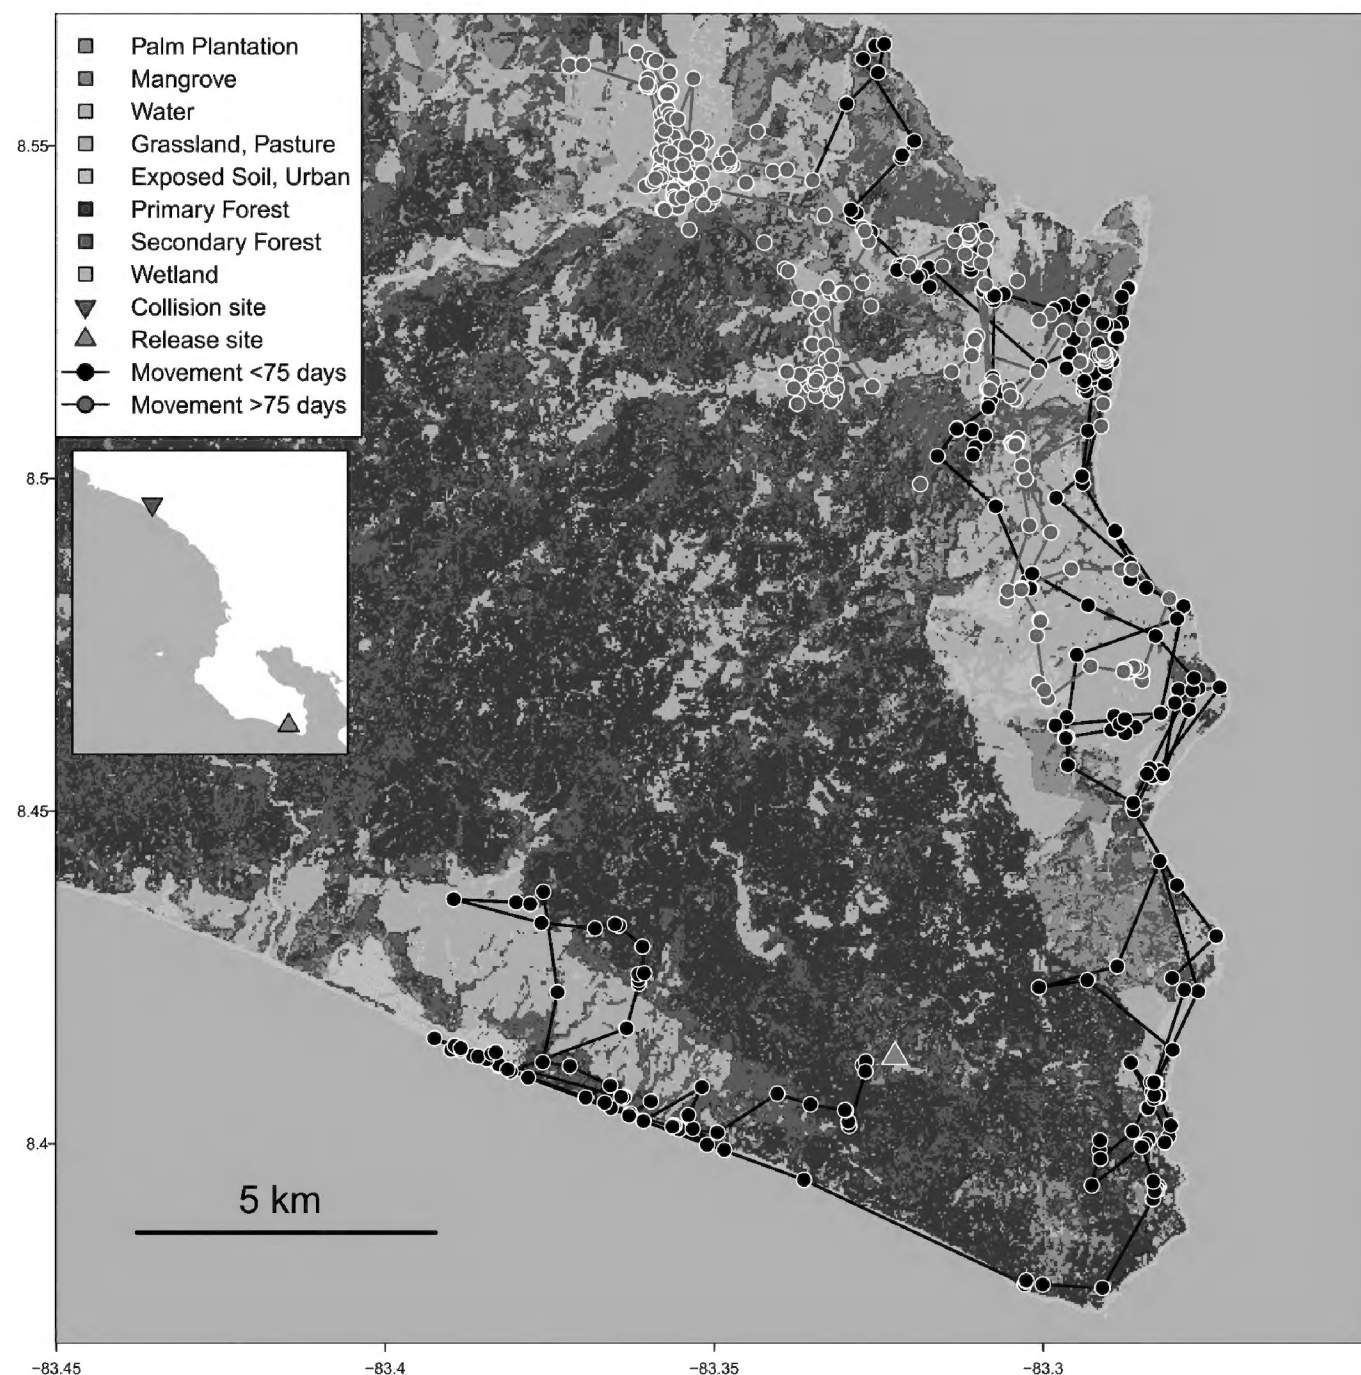 Palm Plantation
Mangrove
Water
Grassland, Pasture
Exposed Soil, Urban
Primary Forest
Secondary Forest
Wetland
Collision site
Release site
Movement <75 days
Movement >75 days
8.55
8.5
8.45
8.4
5 km
−83.45
−83.4
−83.35
−83.3